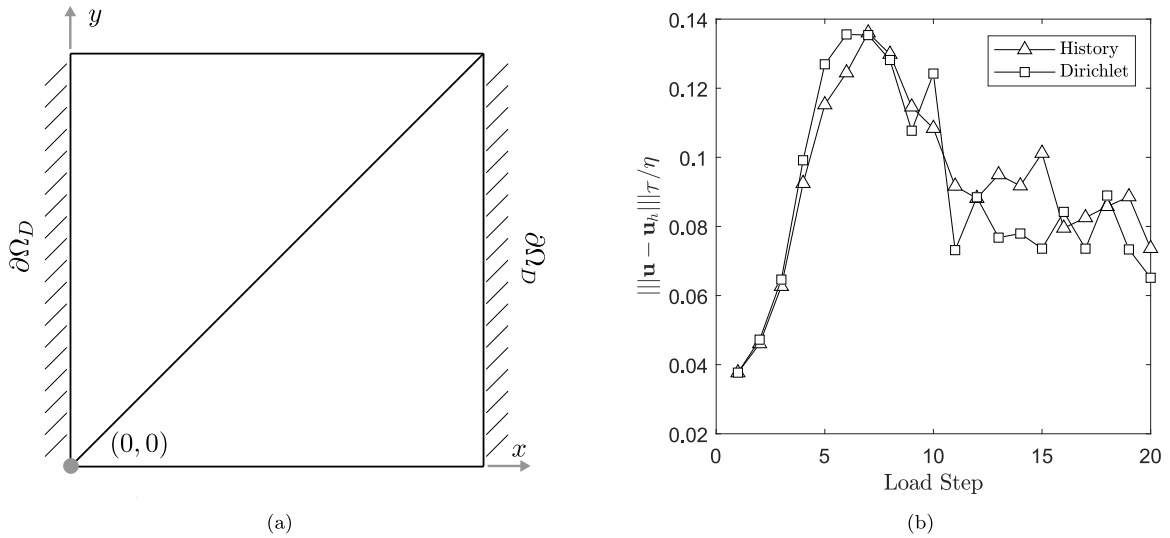 y
∂Ω_D
∂Ω_D
(0, 0)
x
(a)
0.14
0.12
0.1
0.08
0.06
0.04
0.02
|||u − u_h|||_𝒯/η
History
Dirichlet
0 5 10 15 20
Load Step
(b)